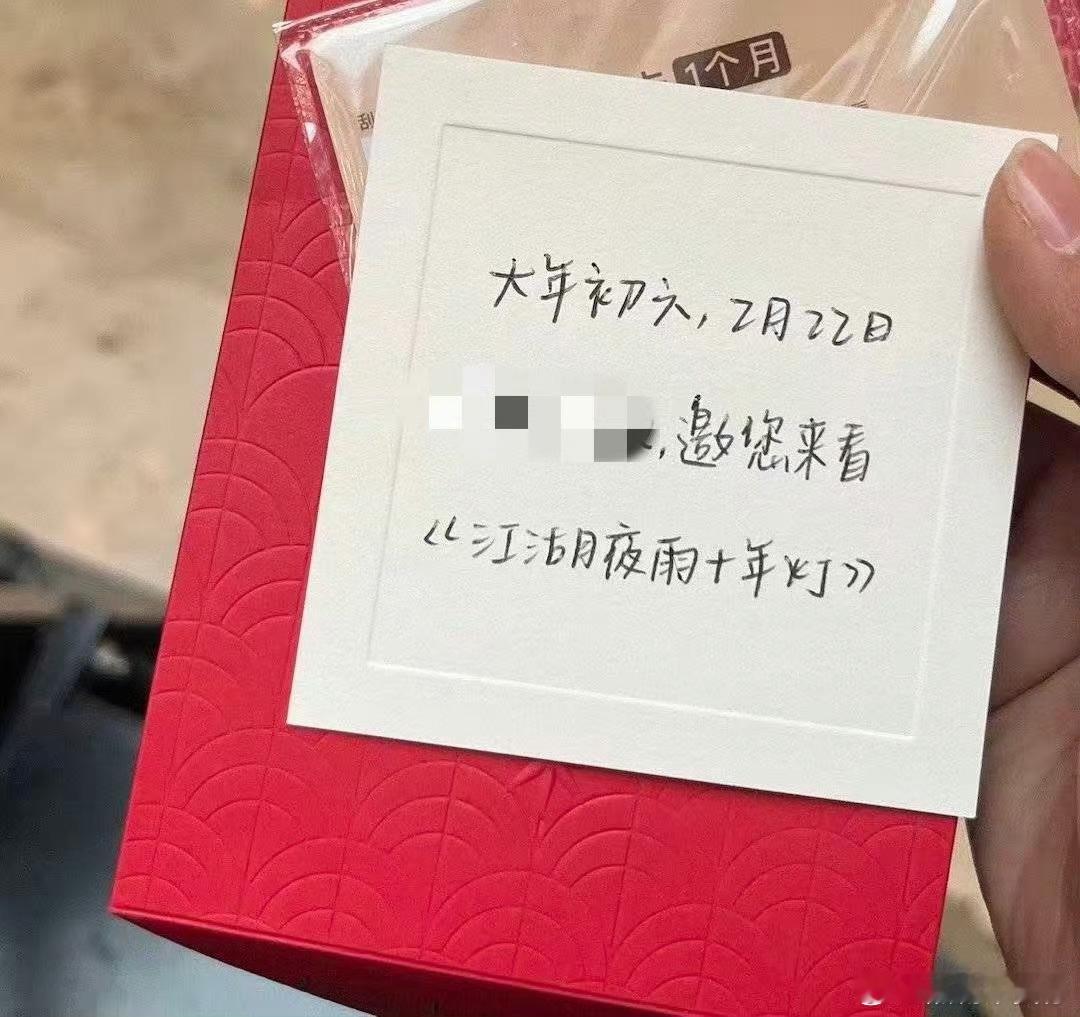 1个月
刮
大年初六,2月22日
,邀您来看
《江湖夜雨十年灯》